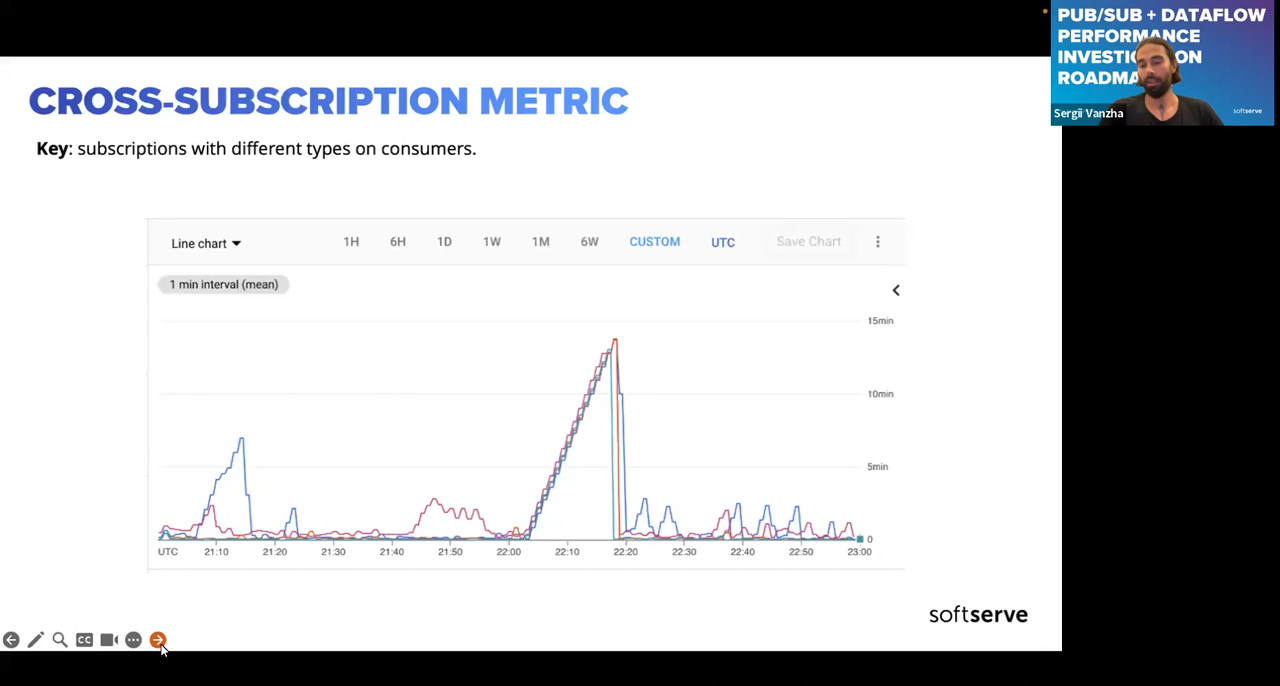 PUB/SUB + DATAFLOW
PERFORMANCE
ROADMA
softserve
Sergii Vanzha
CROSS-SUBSCRIPTION METRIC
Key: subscriptions with different types on consumers.
Line chart
1H 6H 1D 1W 1M 6W CUSTOM UTC Save Chart
1 min interval (mean)
15min
10min
5min
0
UTC 21:10 21:20 21:30 21:40 21:50 22:00 22:10 22:20 22:30 22:40 22:50 23:00
softserve
CC